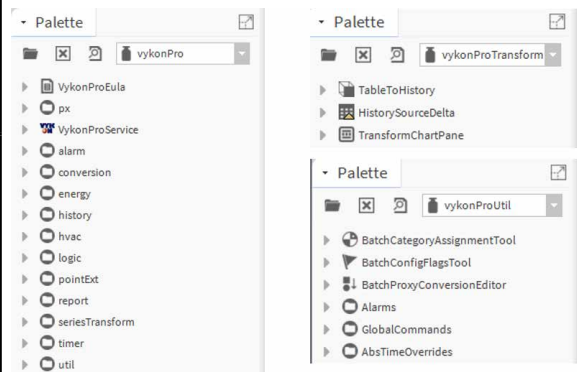 Palette
vykonPro
VykonProEula
px
VykonProService
alarm
conversion
energy
history
hvac
logic
pointExt
report
seriesTransform
timer
util
Palette
vykonProTransform
TableToHistory
HistorySourceDelta
TransformChartPane
Palette
vykonProUtil
BatchCategoryAssignmentTool
BatchConfigFlagsTool
BatchProxyConversionEditor
Alarms
GlobalCommands
AbsTimeOverrides